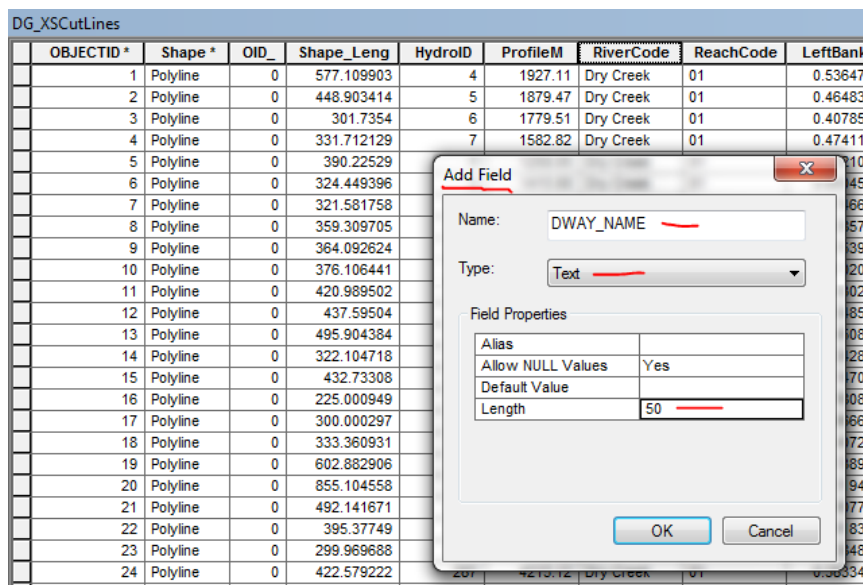 DG_XSCutLines
OBJECTID * Shape * OID_ Shape_Leng HydroID ProfileM RiverCode ReachCode LeftBank
1 Polyline 0 577.109903 4 1927.11 Dry Creek 01 0.53647
2 Polyline 0 448.903414 5 1879.47 Dry Creek 01 0.46483
3 Polyline 0 301.7354 6 1779.51 Dry Creek 01 0.40785
4 Polyline 0 331.712129 7 1582.82 Dry Creek 01 0.47411
5 Polyline 0 390.22529
6 Polyline 0 324.449396
7 Polyline 0 321.581758
8 Polyline 0 359.309705
9 Polyline 0 364.092624
10 Polyline 0 376.106441
11 Polyline 0 420.989502
12 Polyline 0 437.59504
13 Polyline 0 495.904384
14 Polyline 0 322.104718
15 Polyline 0 432.73308
16 Polyline 0 225.000949
17 Polyline 0 300.000297
18 Polyline 0 333.360931
19 Polyline 0 602.882906
20 Polyline 0 855.104558
21 Polyline 0 492.141671
22 Polyline 0 395.37749
23 Polyline 0 299.969688
24 Polyline 0 422.579222
Add Field
Name: DWAY_NAME
Type: Text
Field Properties
Alias
Allow NULL Values Yes
Default Value
Length 50
OK Cancel